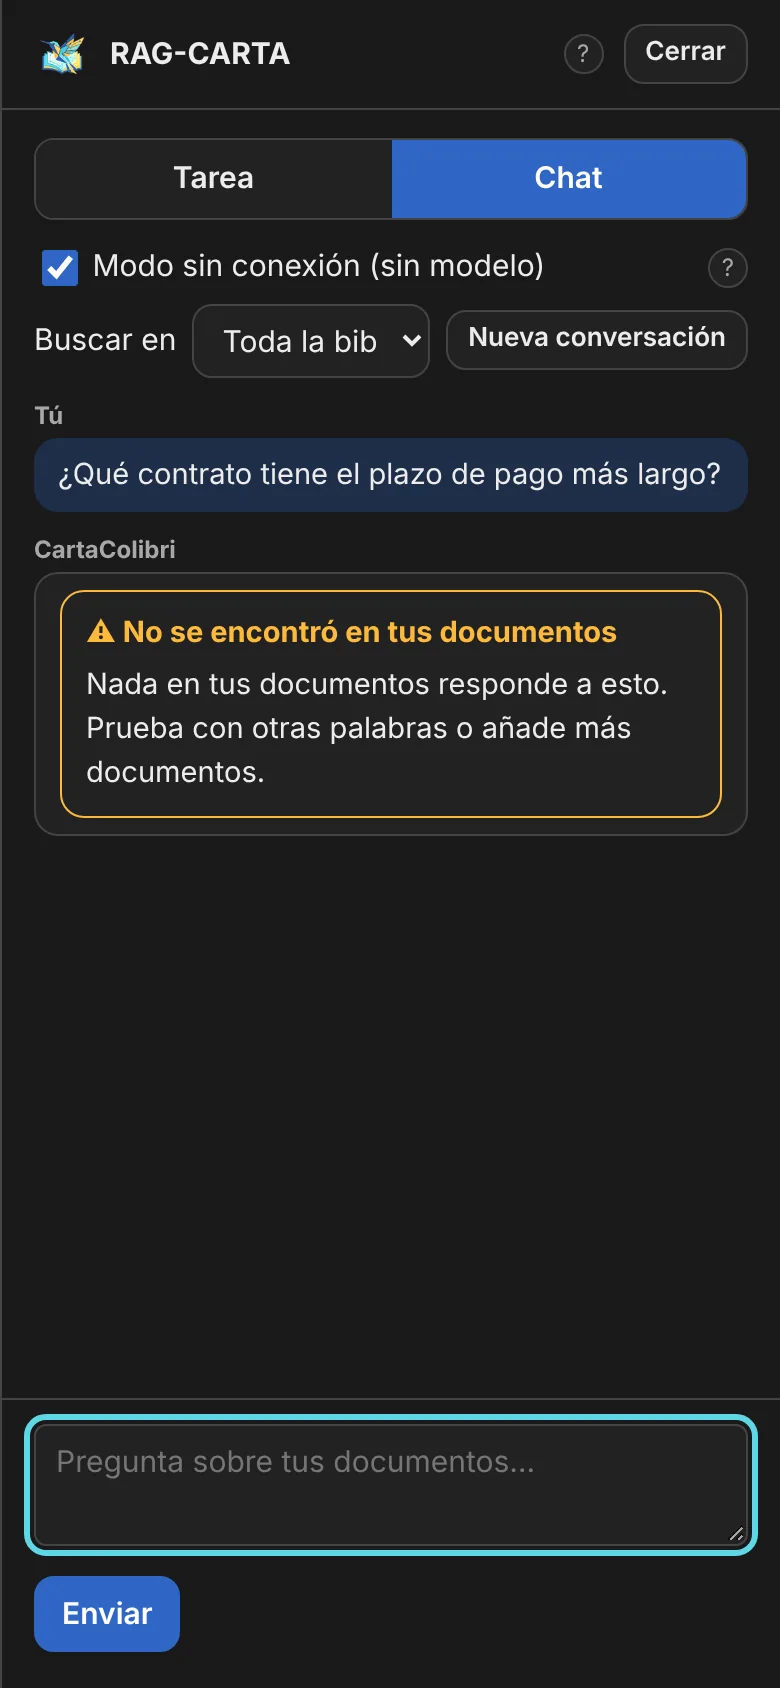 RAG-CARTA
?
Cerrar
Tarea
Chat
Modo sin conexión (sin modelo)
?
Buscar en
Toda la bib
Nueva conversación
Tú
¿Qué contrato tiene el plazo de pago más largo?
CartaColibri
⚠ No se encontró en tus documentos
Nada en tus documentos responde a esto.
Prueba con otras palabras o añade más
documentos.
Pregunta sobre tus documentos...
Enviar